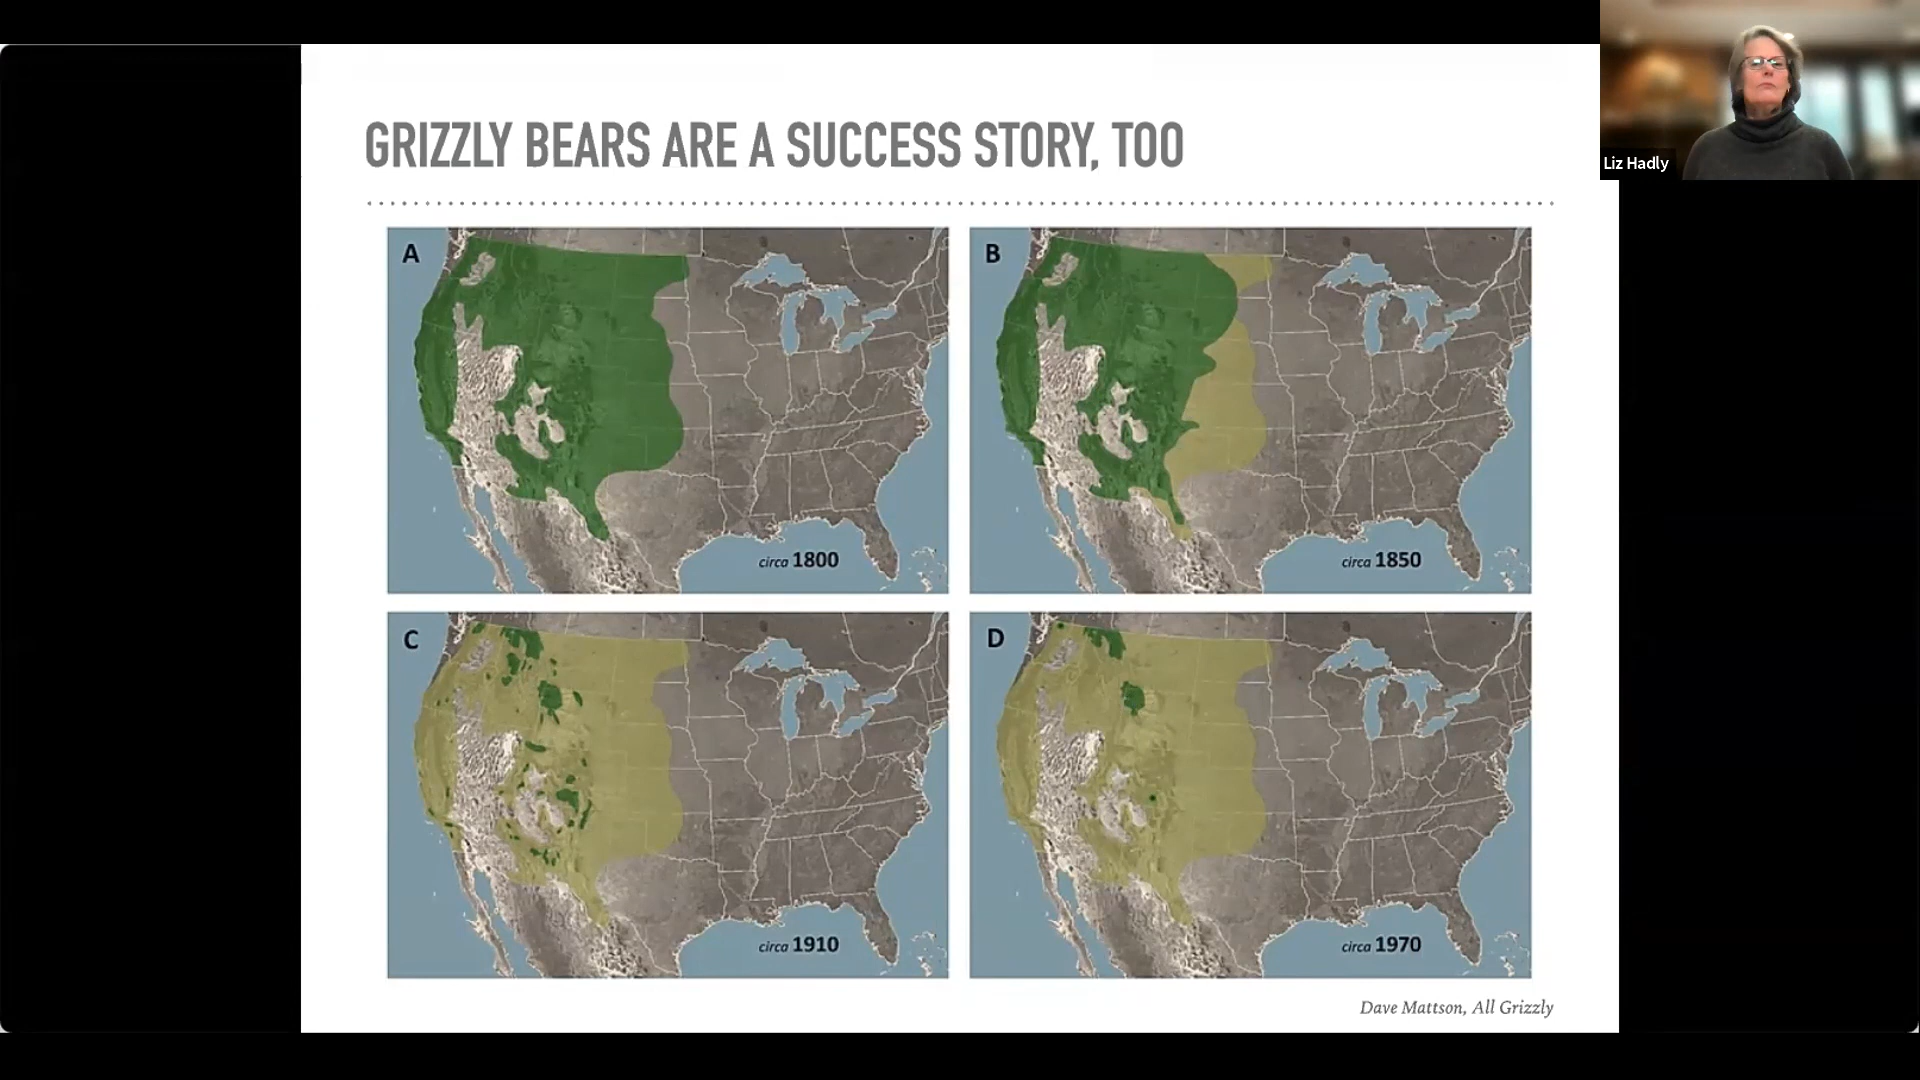 GRIZZLY BEARS ARE A SUCCESS STORY, TOO
Liz Hadly
A
circa 1800
B
circa 1850
C
circa 1910
D
circa 1970
Dave Mattson, All Grizzly